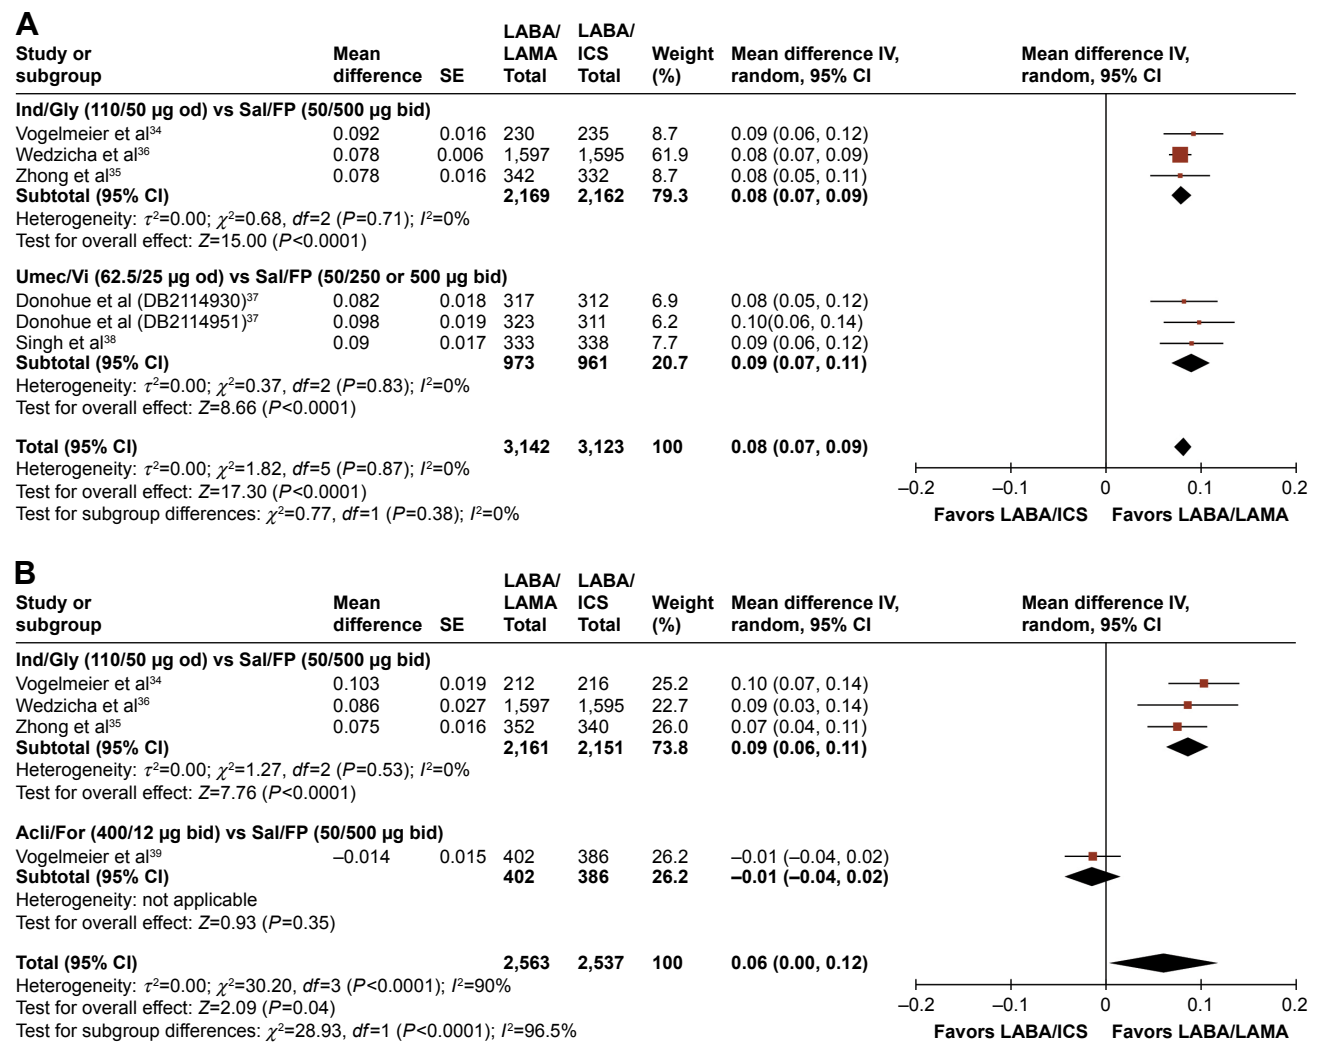 A
Study or subgroup Mean difference SE LABA/LAMA Total LABA/ICS Total Weight (%) Mean difference IV, random, 95% CI Mean difference IV, random, 95% CI
Ind/Gly (110/50 µg od) vs Sal/FP (50/500 µg bid)
Vogelmeier et al³⁴ 0.092 0.016 230 235 8.7 0.09 (0.06, 0.12)
Wedzicha et al³⁶ 0.078 0.006 1,597 1,595 61.9 0.08 (0.07, 0.09)
Zhong et al³⁵ 0.078 0.016 342 332 8.7 0.08 (0.05, 0.11)
Subtotal (95% CI) 2,169 2,162 79.3 0.08 (0.07, 0.09)
Heterogeneity: τ²=0.00; χ²=0.68, df=2 (P=0.71); I²=0%
Test for overall effect: Z=15.00 (P<0.0001)
Umec/Vi (62.5/25 µg od) vs Sal/FP (50/250 or 500 µg bid)
Donohue et al (DB2114930)³⁷ 0.082 0.018 317 312 6.9 0.08 (0.05, 0.12)
Donohue et al (DB2114951)³⁷ 0.098 0.019 323 311 6.2 0.10(0.06, 0.14)
Singh et al³⁸ 0.09 0.017 333 338 7.7 0.09 (0.06, 0.12)
Subtotal (95% CI) 973 961 20.7 0.09 (0.07, 0.11)
Heterogeneity: τ²=0.00; χ²=0.37, df=2 (P=0.83); I²=0%
Test for overall effect: Z=8.66 (P<0.0001)
Total (95% CI) 3,142 3,123 100 0.08 (0.07, 0.09)
Heterogeneity: τ²=0.00; χ²=1.82, df=5 (P=0.87); I²=0%
Test for overall effect: Z=17.30 (P<0.0001)
Test for subgroup differences: χ²=0.77, df=1 (P=0.38); I²=0%
–0.2 –0.1 0 0.1 0.2
Favors LABA/ICS Favors LABA/LAMA
B
Study or subgroup Mean difference SE LABA/LAMA Total LABA/ICS Total Weight (%) Mean difference IV, random, 95% CI Mean difference IV, random, 95% CI
Ind/Gly (110/50 µg od) vs Sal/FP (50/500 µg bid)
Vogelmeier et al³⁴ 0.103 0.019 212 216 25.2 0.10 (0.07, 0.14)
Wedzicha et al³⁶ 0.086 0.027 1,597 1,595 22.7 0.09 (0.03, 0.14)
Zhong et al³⁵ 0.075 0.016 352 340 26.0 0.07 (0.04, 0.11)
Subtotal (95% CI) 2,161 2,151 73.8 0.09 (0.06, 0.11)
Heterogeneity: τ²=0.00; χ²=1.27, df=2 (P=0.53); I²=0%
Test for overall effect: Z=7.76 (P<0.0001)
Acli/For (400/12 µg bid) vs Sal/FP (50/500 µg bid)
Vogelmeier et al³⁹ –0.014 0.015 402 386 26.2 –0.01 (–0.04, 0.02)
Subtotal (95% CI) 402 386 26.2 –0.01 (–0.04, 0.02)
Heterogeneity: not applicable
Test for overall effect: Z=0.93 (P=0.35)
Total (95% CI) 2,563 2,537 100 0.06 (0.00, 0.12)
Heterogeneity: τ²=0.00; χ²=30.20, df=3 (P<0.0001); I²=90%
Test for overall effect: Z=2.09 (P=0.04)
Test for subgroup differences: χ²=28.93, df=1 (P<0.0001); I²=96.5%
–0.2 –0.1 0 0.1 0.2
Favors LABA/ICS Favors LABA/LAMA